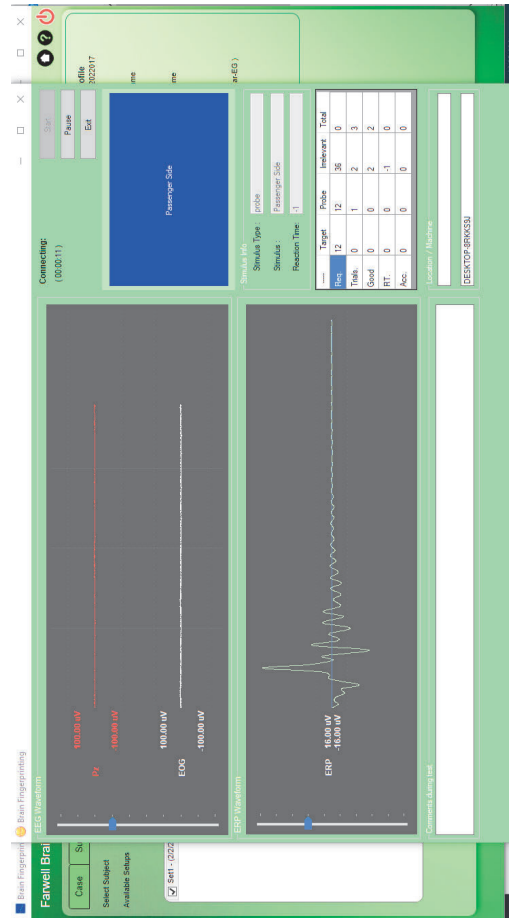 Brain Fingerprin
Brain Fingerprinting
Farwell Brai
Case
Su
Select Subject
Available Setups
Set1 - (2/2/2
EEG Waveform
100.00 uV
Pz
-100.00 uV
100.00 uV
EOG
-100.00 uV
ERP Waveform
16.00 uV
ERP
-16.00 uV
Comments during test
Connecting:
( 00:00:11 )
Start
Pause
Exit
Passenger Side
Stimulus Info
Stimulus Type : probe
Stimulus : Passenger Side
Reaction Time: -1
---- Target Probe Irrelevant Total
Req. 12 12 36 0
Trials. 0 1 2 3
Good 0 0 2 2
RT. 0 0 -1 0
Acc. 0 0 0 0
Location / Machine
DESKTOP-8RKKS9J
ofile
2022017
me
me
ar-EG )